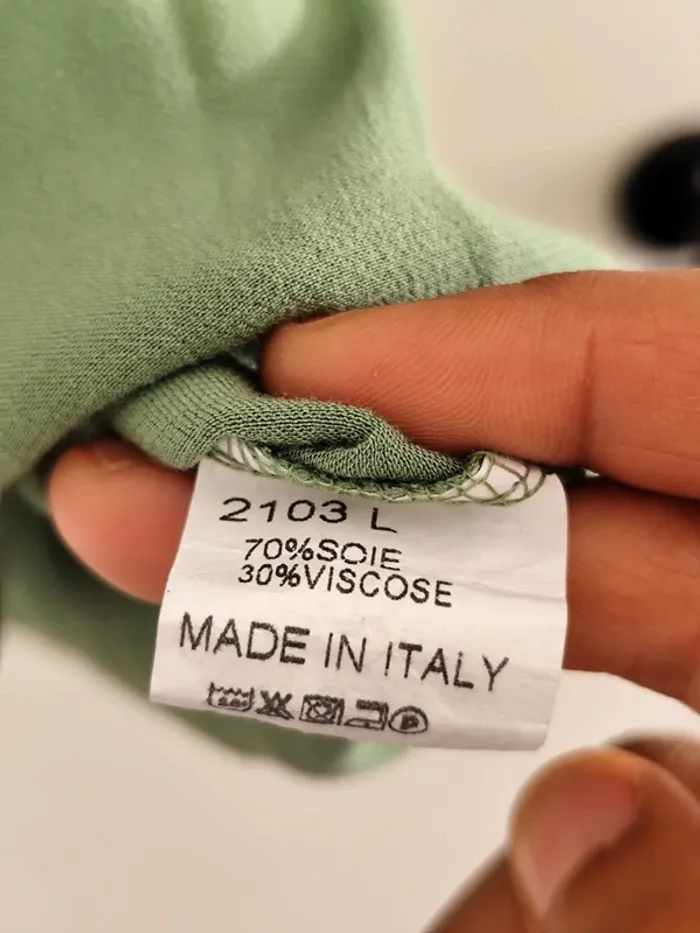 2103 L
70%SOIE
30%VISCOSE
MADE IN ITALY
P